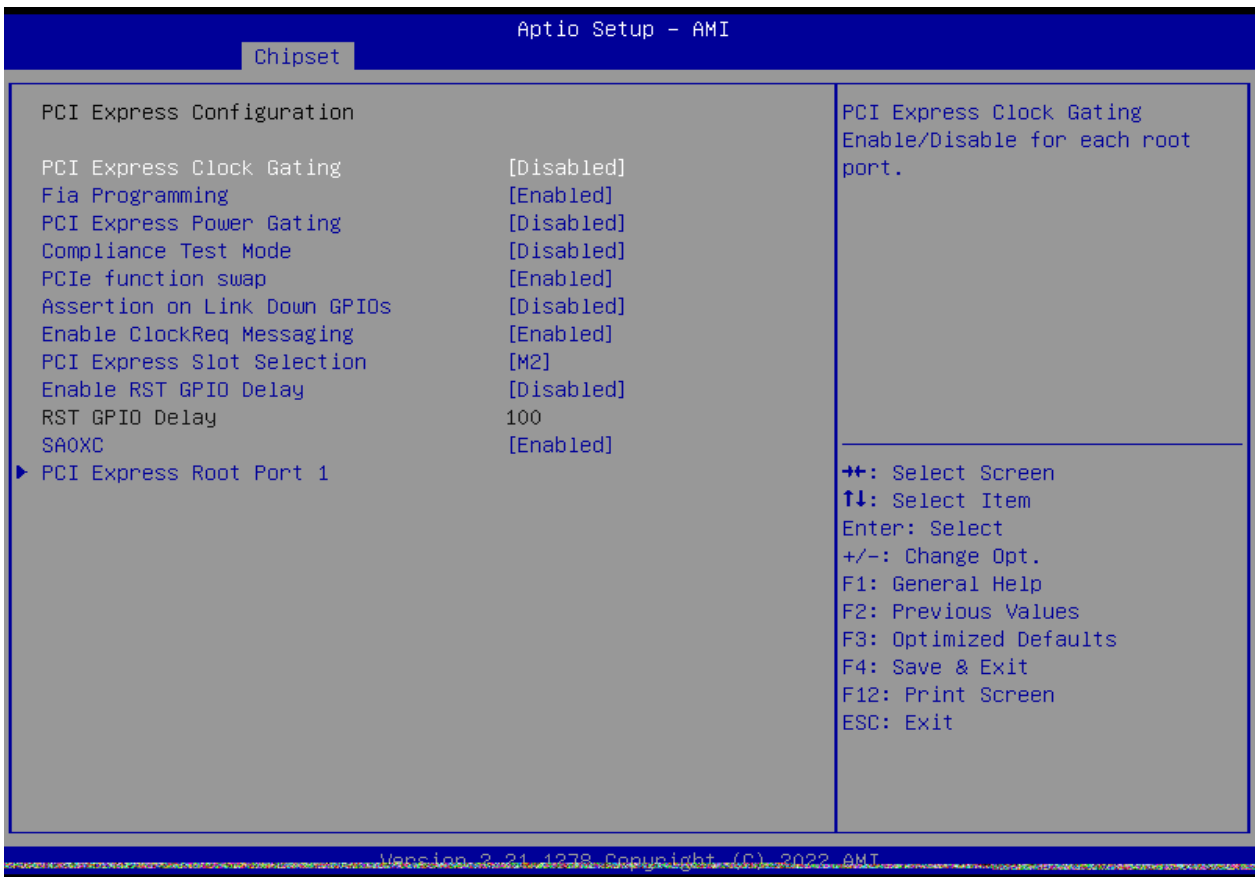 Aptio Setup – AMI
Chipset
PCI Express Configuration
PCI Express Clock Gating [Disabled]
Fia Programming [Enabled]
PCI Express Power Gating [Disabled]
Compliance Test Mode [Disabled]
PCIe function swap [Enabled]
Assertion on Link Down GPIOs [Disabled]
Enable ClockReq Messaging [Enabled]
PCI Express Slot Selection [M2]
Enable RST GPIO Delay [Disabled]
RST GPIO Delay 100
SAOXC [Enabled]
PCI Express Root Port 1
PCI Express Clock Gating
Enable/Disable for each root
port.
→←: Select Screen
↑↓: Select Item
Enter: Select
+/-: Change Opt.
F1: General Help
F2: Previous Values
F3: Optimized Defaults
F4: Save & Exit
F12: Print Screen
ESC: Exit
Version 2.21.1278 Copyright (C) 2022 AMI